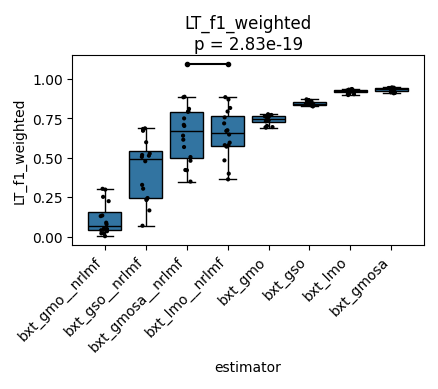 LT_f1_weighted
p = 2.83e-19
LT_f1_weighted
1.00
0.75
0.50
0.25
0.00
bxt_gmo__nrlmf
bxt_gso__nrlmf
bxt_gmosa__nrlmf
bxt_lmo__nrlmf
bxt_gmo
bxt_gso
bxt_lmo
bxt_gmosa
estimator